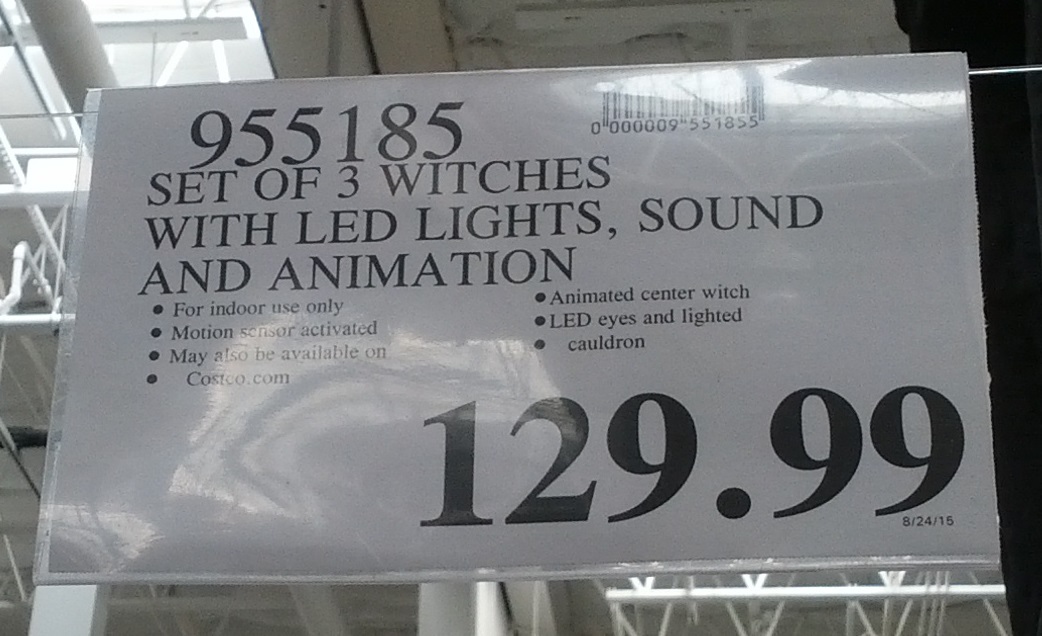 955185
0 000009 551855
SET OF 3 WITCHES
WITH LED LIGHTS, SOUND
AND ANIMATION
• For indoor use only
• Motion sensor activated
• May also be available on
• Costco.com
• Animated center witch
• LED eyes and lighted
• cauldron
129.99
8/24/15